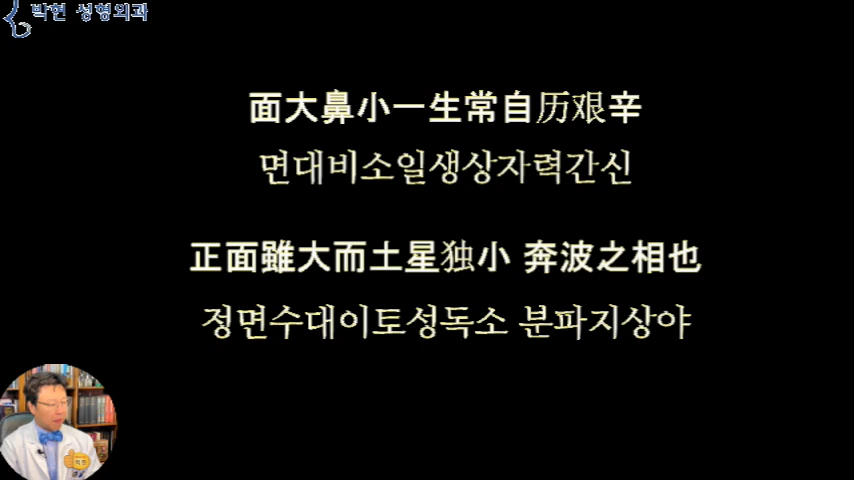 박현 성형외과
面大鼻小一生常自历艰辛
면대비소일생상자력간신
正面雖大而土星独小 奔波之相也
정면수대이토성독소 분파지상야